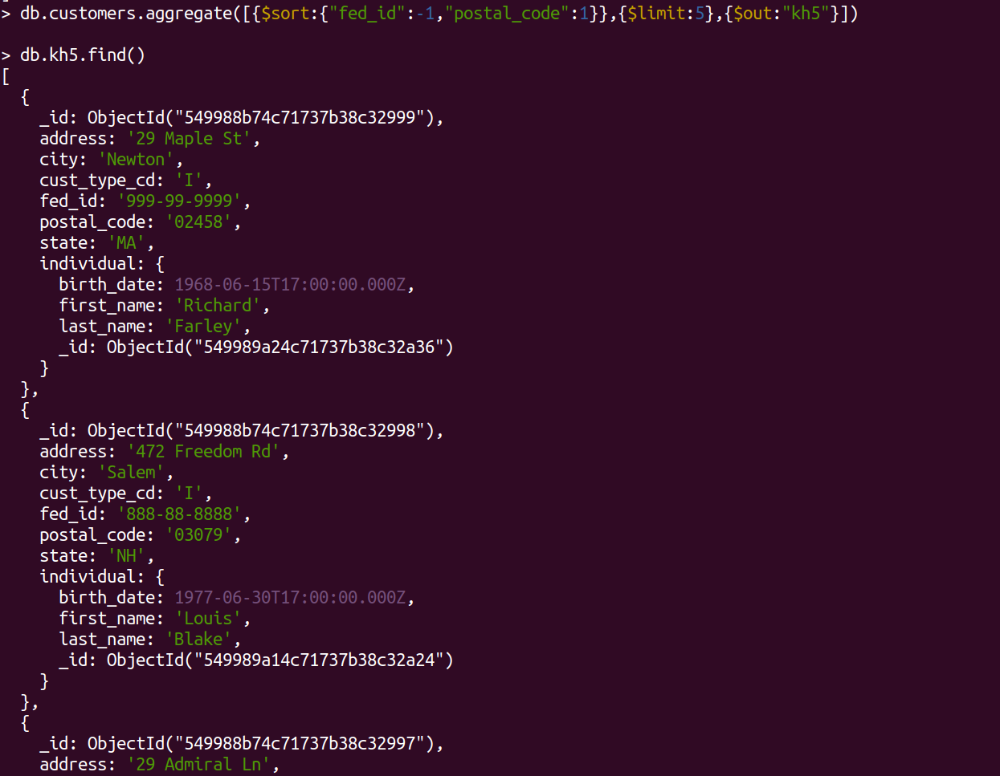 > db.customers.aggregate([{$sort:{"fed_id":-1,"postal_code":1}},{$limit:5},{$out:"kh5"}])
> db.kh5.find()
[
{
_id: ObjectId("549988b74c71737b38c32999"),
address: '29 Maple St',
city: 'Newton',
cust_type_cd: 'I',
fed_id: '999-99-9999',
postal_code: '02458',
state: 'MA',
individual: {
birth_date: 1968-06-15T17:00:00.000Z,
first_name: 'Richard',
last_name: 'Farley',
_id: ObjectId("549989a24c71737b38c32a36")
}
},
{
_id: ObjectId("549988b74c71737b38c32998"),
address: '472 Freedom Rd',
city: 'Salem',
cust_type_cd: 'I',
fed_id: '888-88-8888',
postal_code: '03079',
state: 'NH',
individual: {
birth_date: 1977-06-30T17:00:00.000Z,
first_name: 'Louis',
last_name: 'Blake',
_id: ObjectId("549989a14c71737b38c32a24")
}
},
{
_id: ObjectId("549988b74c71737b38c32997"),
address: '29 Admiral Ln',